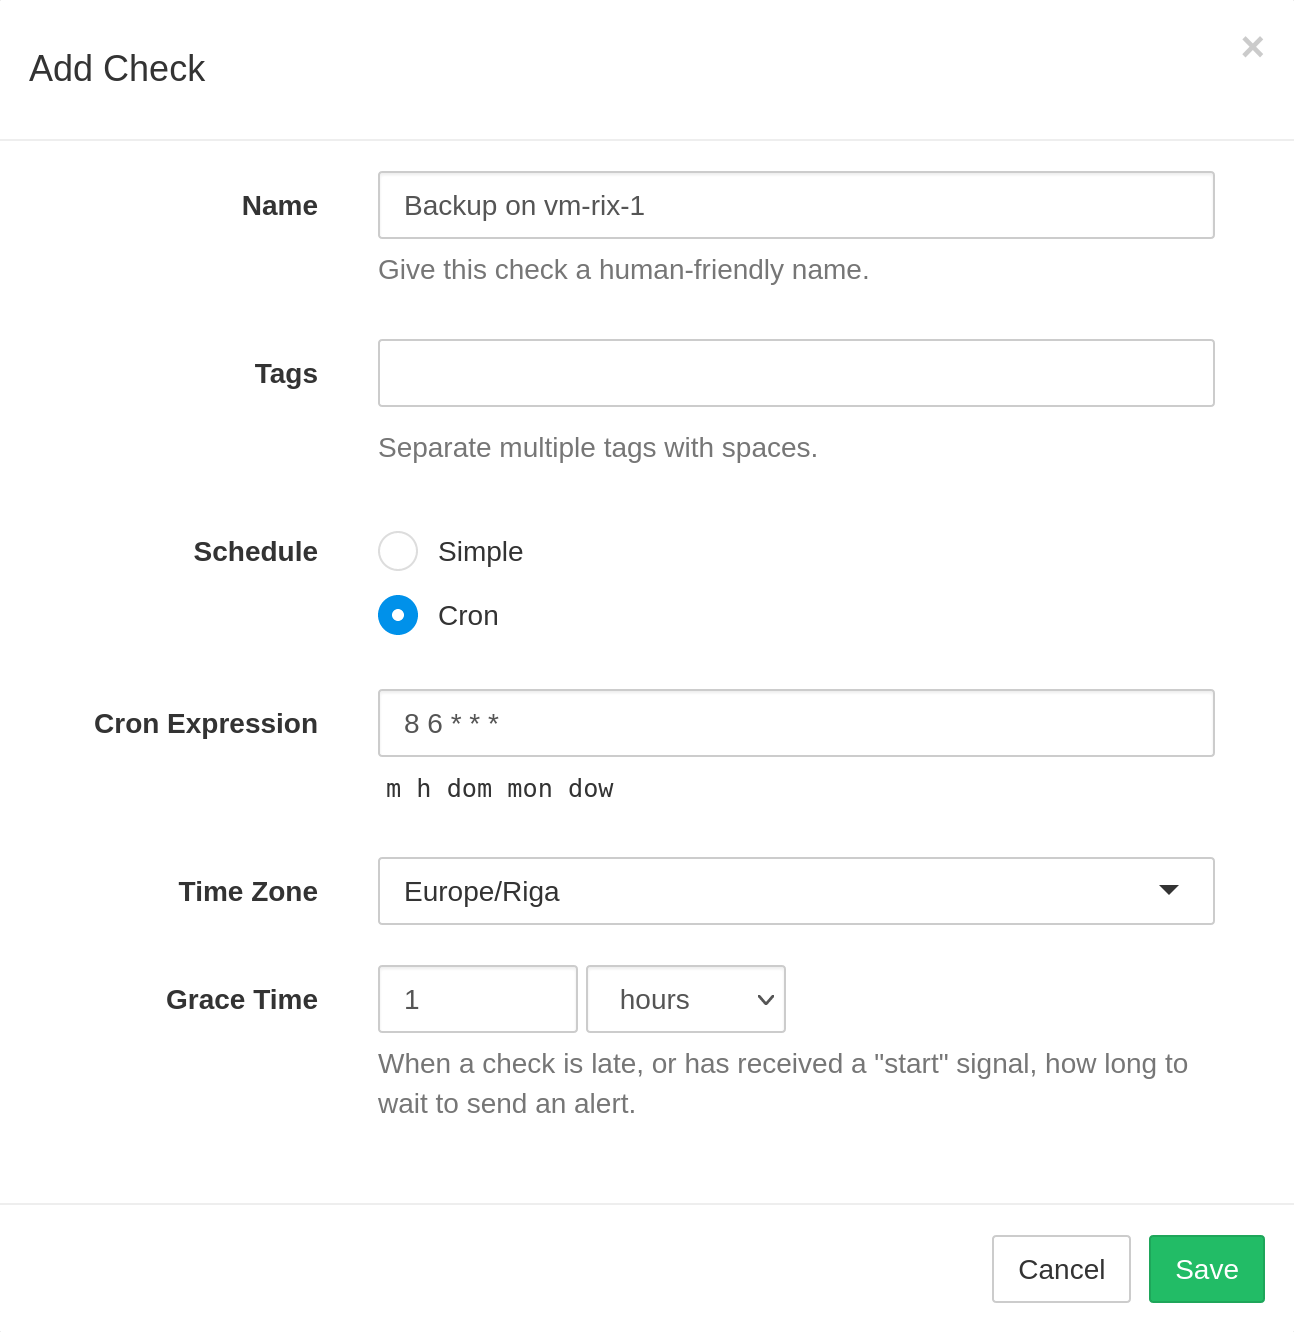 Add Check
×
Name
Backup on vm-rix-1
Give this check a human-friendly name.
Tags
Separate multiple tags with spaces.
Schedule
Simple
Cron
Cron Expression
8 6 * * *
m h dom mon dow
Time Zone
Europe/Riga
Grace Time
1
hours
When a check is late, or has received a "start" signal, how long to
wait to send an alert.
Cancel
Save